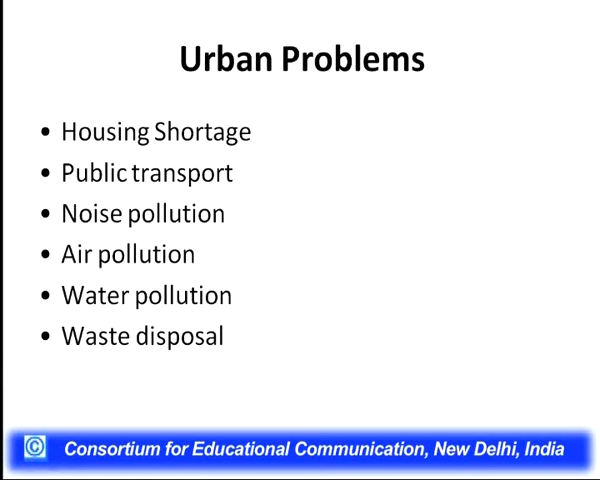 Urban Problems
• Housing Shortage
• Public transport
• Noise pollution
• Air pollution
• Water pollution
• Waste disposal
© Consortium for Educational Communication, New Delhi, India